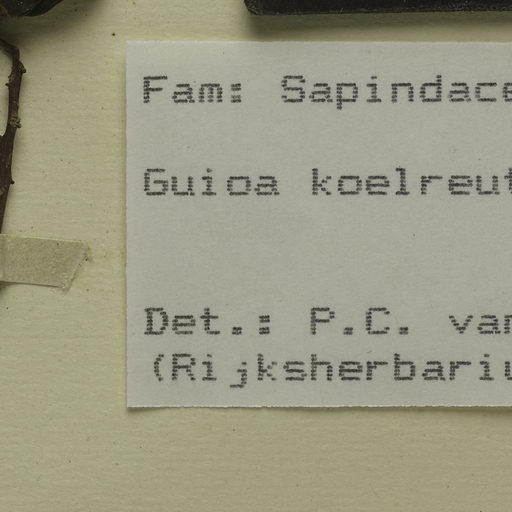 Fam: Sapindace
Guioa koelreut
Det.: P.C. van
(Rijksherbariu